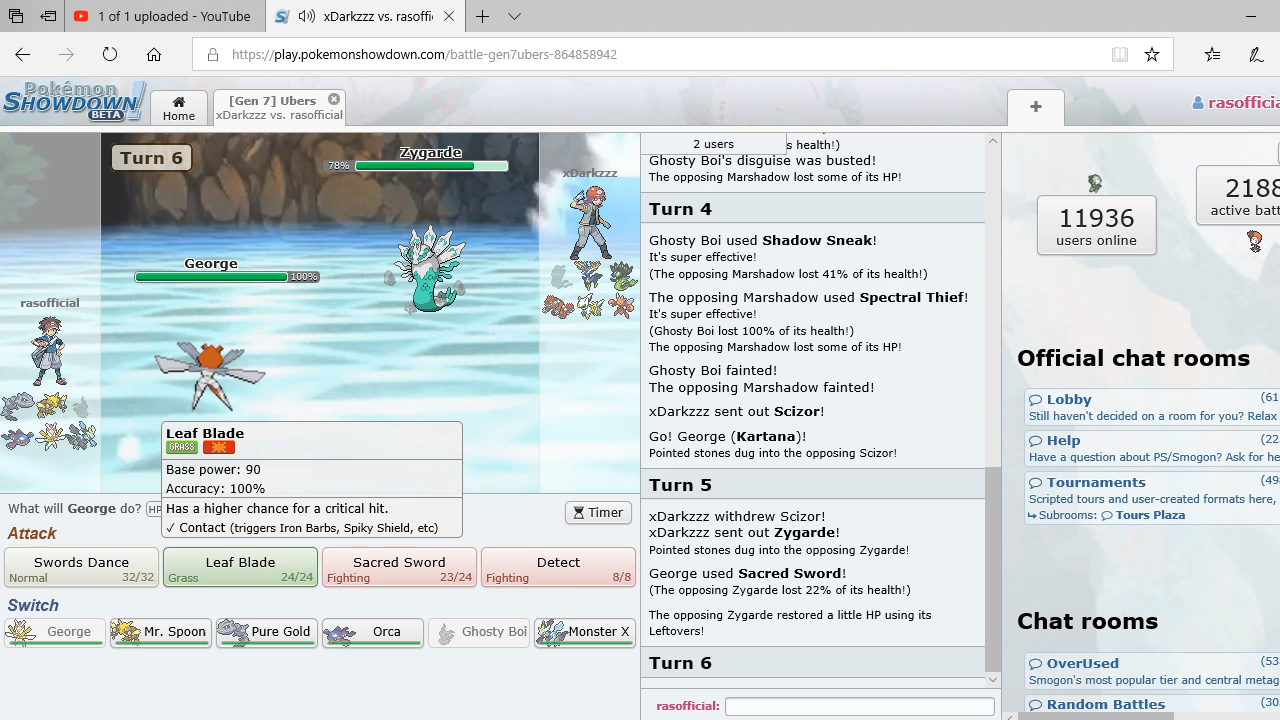 1 of 1 uploaded - YouTube
xDarkzzz vs. rasoffi
https://play.pokemonshowdown.com/battle-gen7ubers-864858942
Pokémon
SHOWDOWN!
BETA
Home
[Gen 7] Ubers
xDarkzzz vs. rasofficial
+
rasofficia
Turn 6
78%
Zygarde
xDarkzzz
George
100%
rasofficial
Leaf Blade
GRASS
Base power: 90
Accuracy: 100%
Has a higher chance for a critical hit.
✓ Contact (triggers Iron Barbs, Spiky Shield, etc)
What will George do?
HP
Timer
Attack
Swords Dance
Normal 32/32
Leaf Blade
Grass 24/24
Sacred Sword
Fighting 23/24
Detect
Fighting 8/8
Switch
George
Mr. Spoon
Pure Gold
Orca
Ghosty Boi
Monster X
2 users
s health!)
Ghosty Boi's disguise was busted!
The opposing Marshadow lost some of its HP!
Turn 4
Ghosty Boi used Shadow Sneak!
It's super effective!
(The opposing Marshadow lost 41% of its health!)
The opposing Marshadow used Spectral Thief!
It's super effective!
(Ghosty Boi lost 100% of its health!)
The opposing Marshadow lost some of its HP!
Ghosty Boi fainted!
The opposing Marshadow fainted!
xDarkzzz sent out Scizor!
Go! George (Kartana)!
Pointed stones dug into the opposing Scizor!
Turn 5
xDarkzzz withdrew Scizor!
xDarkzzz sent out Zygarde!
Pointed stones dug into the opposing Zygarde!
George used Sacred Sword!
(The opposing Zygarde lost 22% of its health!)
The opposing Zygarde restored a little HP using its
Leftovers!
Turn 6
rasofficial:
11936
users online
2188
active batt
Official chat rooms
Lobby (61
Still haven't decided on a room for you? Relax
Help (22
Have a question about PS/Smogon? Ask for he
Tournaments (49
Scripted tours and user-created formats here,
↳ Subrooms: Tours Plaza
Chat rooms
OverUsed (53
Smogon's most popular tier and central metag
Random Battles (30